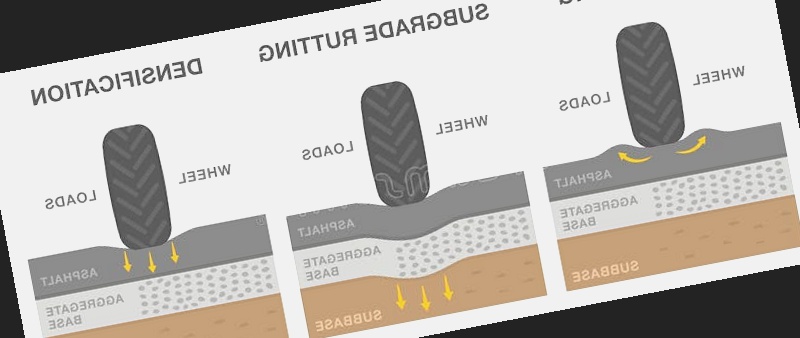 SUBGRADE RUTTING
DENSIFICATION
WHEEL
LOADS
WHEEL
LOADS
WHEEL
LOADS
ASPHALT
AGGREGATE
BASE
SUBBASE
ASPHALT
AGGREGATE
BASE
SUBBASE
ASPHALT
AGGREGATE
BASE